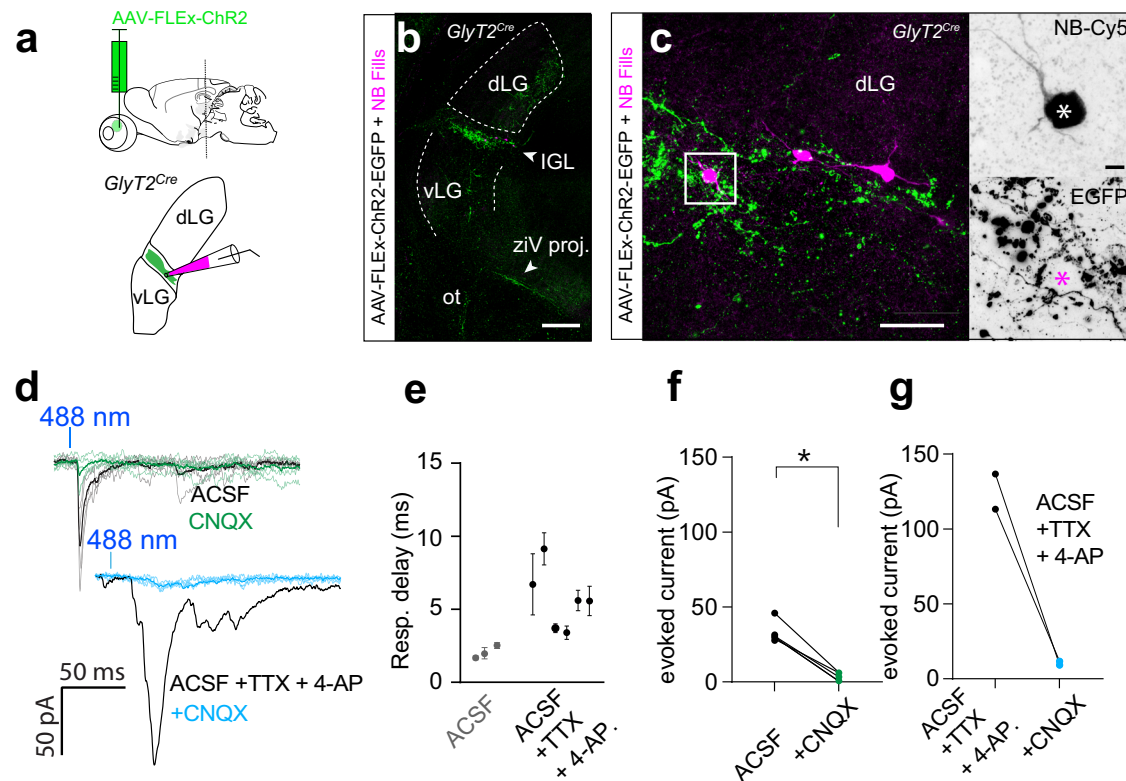 a
AAV-FLEx-ChR2
GlyT2Cre
dLG
vLG
b
AAV-FLEx-ChR2-EGFP + NB Fills
GlyT2Cre
dLG
IGL
vLG
ziV proj.
ot
c
AAV-FLEx-ChR2-EGFP + NB Fills
GlyT2Cre
dLG
NB-Cy5
*
EGFP
*
d
488 nm
ACSF
CNQX
488 nm
ACSF +TTX + 4-AP
+CNQX
50 ms
50 pA
e
Resp. delay (ms)
15
10
5
0
ACSF
ACSF
+TTX
+ 4-AP.
f
evoked current (pA)
150
100
50
0
*
ACSF
+CNQX
g
evoked current (pA)
150
100
50
0
ACSF
+TTX
+ 4-AP
ACSF
+TTX
+ 4-AP.
+CNQX